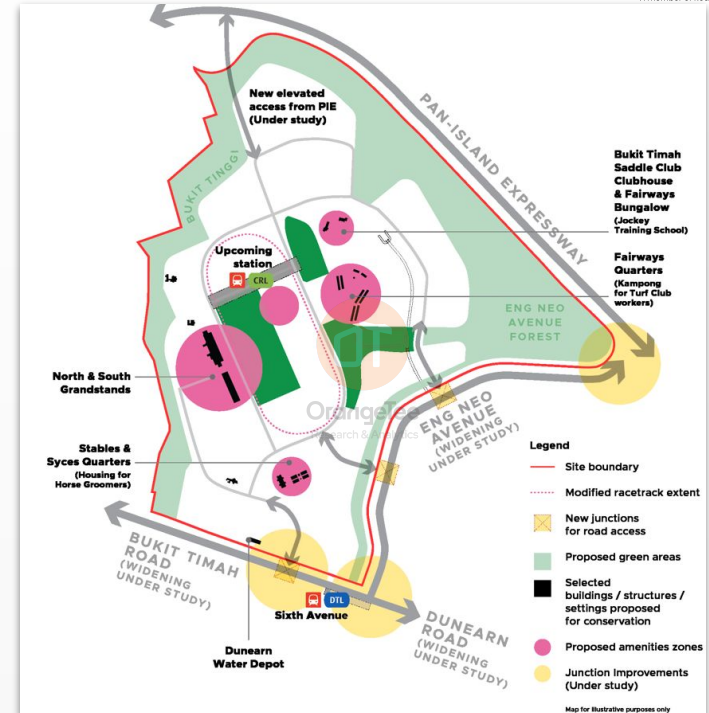 New elevated
access from PIE
(Under study)
PAN-ISLAND EXPRESSWAY
BUKIT TINGGI
Bukit Timah
Saddle Club
Clubhouse
& Fairways
Bungalow
(Jockey
Training School)
Upcoming
station
CRL
Fairways
Quarters
(Kampong
for Turf Club
workers)
ENG NEO
AVENUE
FOREST
North & South
Grandstands
OrangeTee
Research & Analytics
ENG NEO
AVENUE
(WIDENING
UNDER STUDY)
Stables &
Syces Quarters
(Housing for
Horse Groomers)
BUKIT TIMAH
ROAD
(WIDENING
UNDER STUDY)
DTL
Sixth Avenue
Dunearn
Water Depot
DUNEARN
ROAD
(WIDENING
UNDER STUDY)
Legend
Site boundary
Modified racetrack extent
New junctions
for road access
Proposed green areas
Selected
buildings / structures /
settings proposed
for conservation
Proposed amenities zones
Junction Improvements
(Under study)
Map for illustrative purposes only